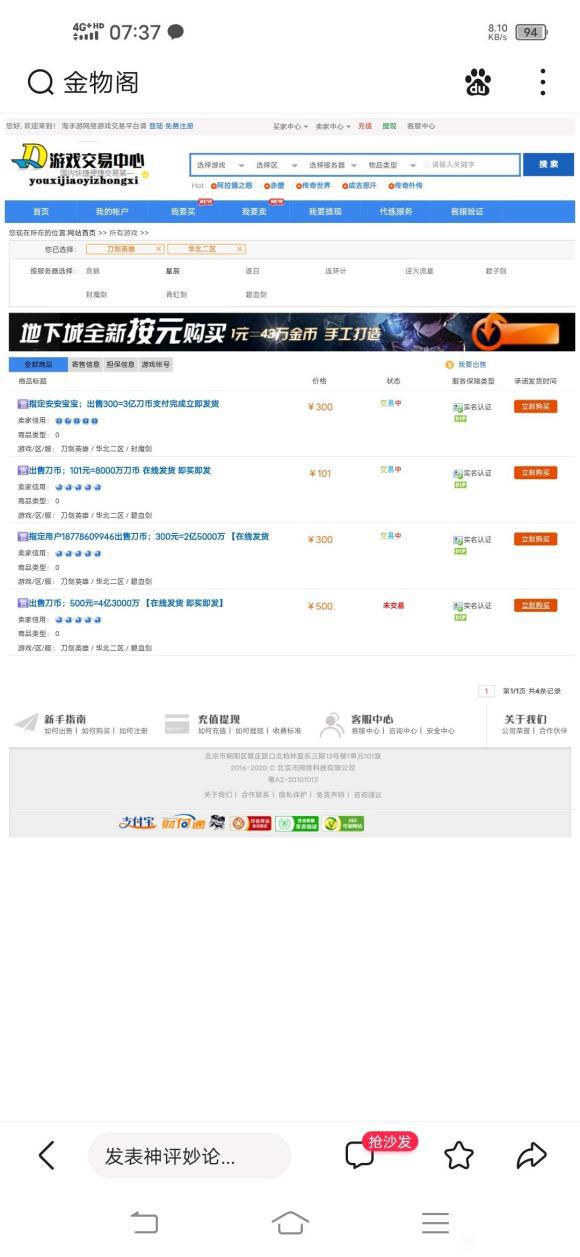 4G+HD 07:37 8.10 KB/s 94
金物阁
您好, 欢迎来到! 淘手游网络游戏交易平台请 登陆 免费注册 买家中心 卖家中心 充值 提现 客服中心
游戏交易中心
国内快捷便捷交易第一
youxijiaoyizhongxi
选择游戏 选择区 选择服务器 物品类型 请输入关键字 搜 索
Hot: 阿拉德之怒 赤壁 传奇世界 成吉思汗 传奇外传
首页 我的帐户 我要买 NEW 我要卖 NEW 我要提现 代练服务 客服验证
您现在所在的位置:网站首页 >> 所有游戏 >>
您已选择: 刀剑英雄 × 华北二区 ×
按服务器选择: 贪狼 星辰 逐日 连环计 逆火流星 君子剑
封魔剑 青釭剑 碧血剑
地下城全新按元购买 1元=43万金币 手工打造
全部商品 寄售信息 担保信息 游戏帐号 我要出售
商品标题 价格 状态 服务保障类型 承诺发货时间
指定安安宝宝；出售300=3亿刀币支付完成立即发货 ￥300 交易中 实名认证 立刻购买
卖家信用: VIP
商品类型: 0
游戏/区/服: 刀剑英雄 / 华北二区 / 封魔剑
出售刀币；101元=8000万刀币 在线发货 即买即发 ￥101 交易中 实名认证 立刻购买
卖家信用: VIP
商品类型: 0
游戏/区/服: 刀剑英雄 / 华北二区 / 碧血剑
指定用户18778609946出售刀币；300元=2亿5000万 【在线发货 ￥300 交易中 实名认证 立刻购买
卖家信用: VIP
商品类型: 0
游戏/区/服: 刀剑英雄 / 华北二区 / 碧血剑
出售刀币；500元=4亿3000万 【在线发货 即买即发】 ￥500 未交易 实名认证 立刻购买
卖家信用: VIP
商品类型: 0
游戏/区/服: 刀剑英雄 / 华北二区 / 碧血剑
1 第1/1页 共4条记录
新手指南 充值提现 客服中心 关于我们
如何出售丨 如何购买丨 如何注册 如何充值丨 如何提现丨 收费标准 客服中心丨 咨询中心丨 安全中心 公司荣誉丨 合作伙伴
北京市朝阳区管庄路口北柏林爱乐三期13号楼1单元101室
2016-2020 © 北京市网络科技有限公司
粤A2-20101012
关于我们丨 合作联系丨 隐私保护丨 免责声明丨 咨询建议
支付宝 财付通
发表神评妙论... 抢沙发